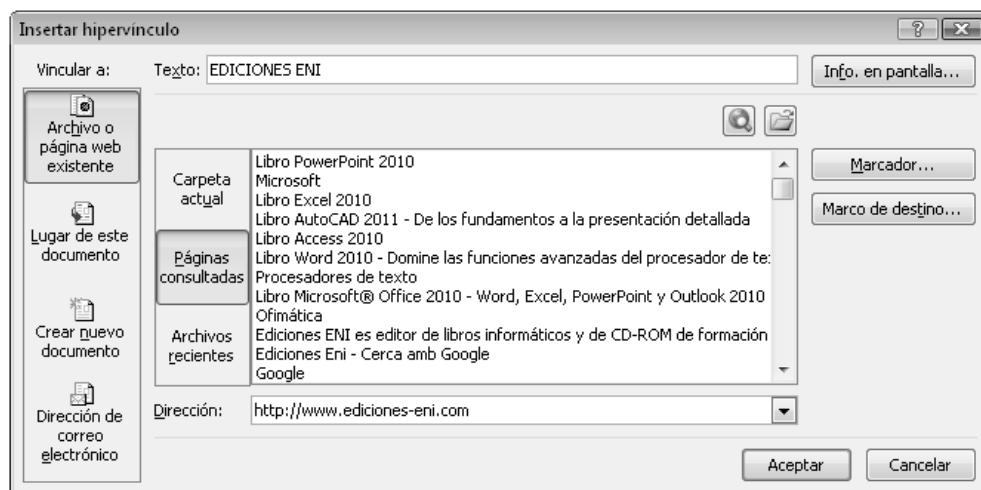 Insertar hipervínculo
Vincular a:
Texto: EDICIONES ENI
Info. en pantalla...
Archivo o
página web
existente
Lugar de este
documento
Crear nuevo
documento
Dirección de
correo
electrónico
Carpeta
actual
Páginas
consultadas
Archivos
recientes
Libro PowerPoint 2010
Microsoft
Libro Excel 2010
Libro AutoCAD 2011 - De los fundamentos a la presentación detallada
Libro Access 2010
Libro Word 2010 - Domine las funciones avanzadas del procesador de te
Procesadores de texto
Libro Microsoft® Office 2010 - Word, Excel, PowerPoint y Outlook 2010
Ofimática
Ediciones ENI es editor de libros informáticos y de CD-ROM de formación
Ediciones Eni - Cerca amb Google
Google
Marcador...
Marco de destino...
Dirección: http://www.ediciones-eni.com
Aceptar
Cancelar